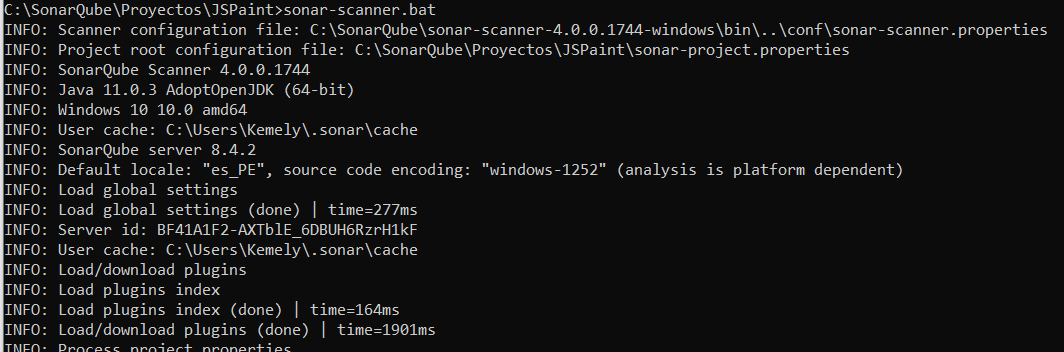 C:\SonarQube\Proyectos\JSPaint>sonar-scanner.bat
INFO: Scanner configuration file: C:\SonarQube\sonar-scanner-4.0.0.1744-windows\bin\..\conf\sonar-scanner.properties
INFO: Project root configuration file: C:\SonarQube\Proyectos\JSPaint\sonar-project.properties
INFO: SonarQube Scanner 4.0.0.1744
INFO: Java 11.0.3 AdoptOpenJDK (64-bit)
INFO: Windows 10 10.0 amd64
INFO: User cache: C:\Users\Kemely\.sonar\cache
INFO: SonarQube server 8.4.2
INFO: Default locale: "es_PE", source code encoding: "windows-1252" (analysis is platform dependent)
INFO: Load global settings
INFO: Load global settings (done) | time=277ms
INFO: Server id: BF41A1F2-AXTblE_6DBUH6RzrH1kF
INFO: User cache: C:\Users\Kemely\.sonar\cache
INFO: Load/download plugins
INFO: Load plugins index
INFO: Load plugins index (done) | time=164ms
INFO: Load/download plugins (done) | time=1901ms
INFO: Process project properties